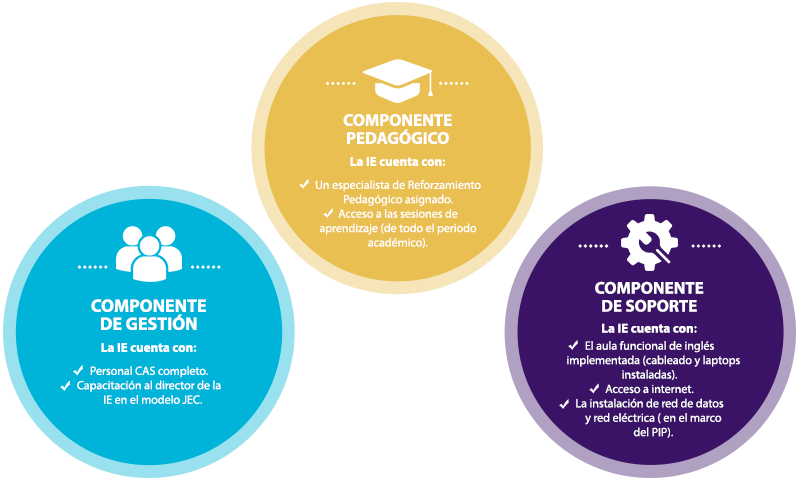 COMPONENTE
PEDAGÓGICO
La IE cuenta con:
✓ Un especialista de Reforzamiento
Pedagógico asignado.
✓ Acceso a las sesiones de
aprendizaje (de todo el periodo
académico).
COMPONENTE
DE GESTIÓN
La IE cuenta con:
✓ Personal CAS completo.
✓ Capacitación al director de la
IE en el modelo JEC.
COMPONENTE
DE SOPORTE
La IE cuenta con:
✓ El aula funcional de inglés
implementada (cableado y laptops
instaladas).
✓ Acceso a internet.
✓ La instalación de red de datos
y red eléctrica ( en el marco
del PIP).